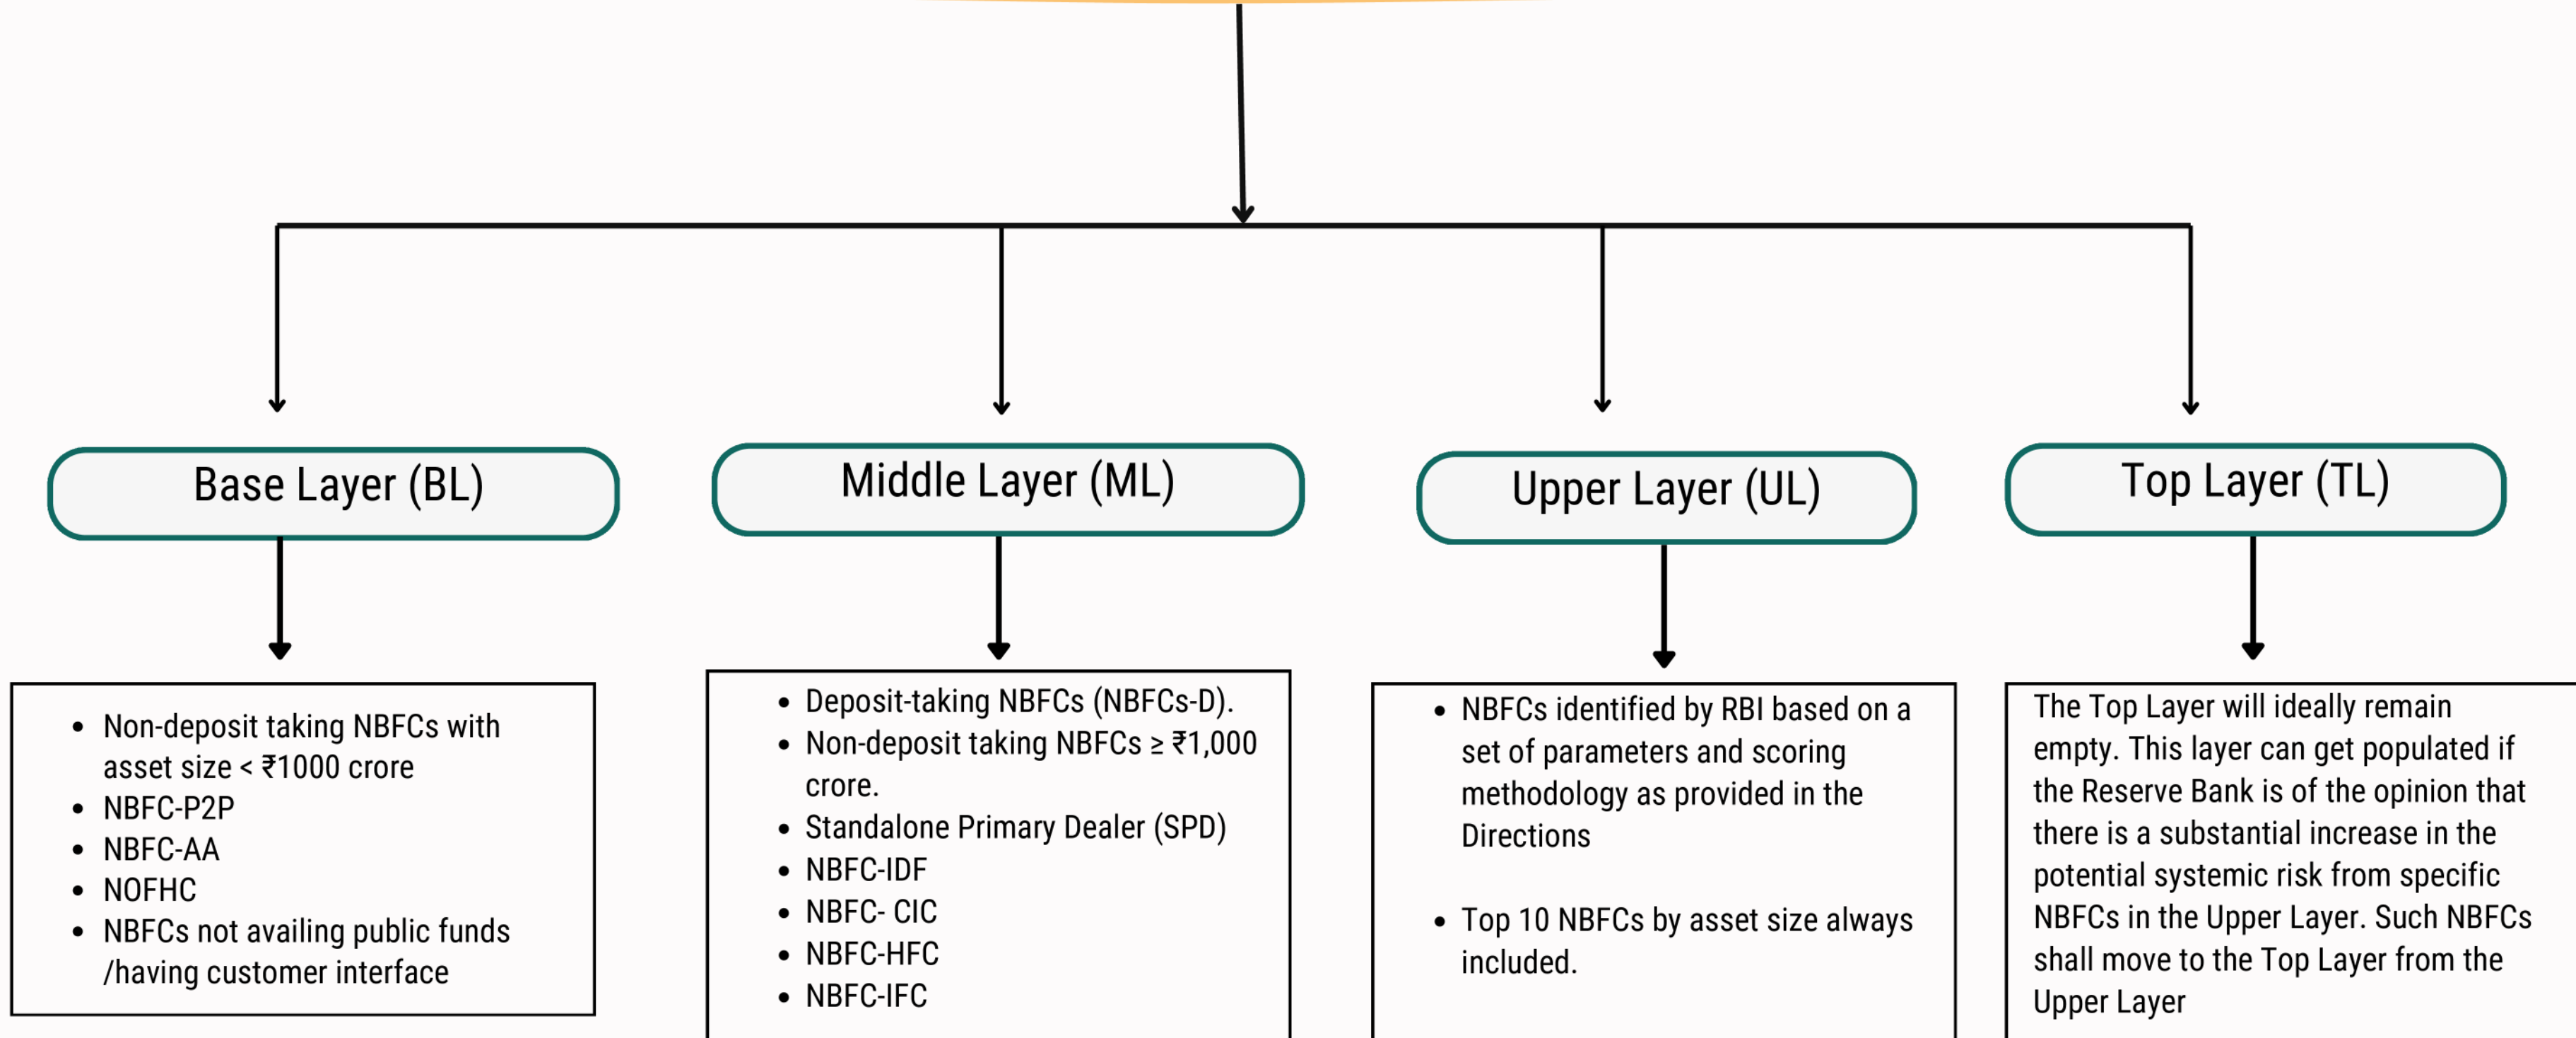 Base Layer (BL)
Middle Layer (ML)
Upper Layer (UL)
Top Layer (TL)
• Non-deposit taking NBFCs with
asset size < ₹1000 crore
• NBFC-P2P
• NBFC-AA
• NOFHC
• NBFCs not availing public funds
/having customer interface
• Deposit-taking NBFCs (NBFCs-D).
• Non-deposit taking NBFCs ≥ ₹1,000
crore.
• Standalone Primary Dealer (SPD)
• NBFC-IDF
• NBFC- CIC
• NBFC-HFC
• NBFC-IFC
• NBFCs identified by RBI based on a
set of parameters and scoring
methodology as provided in the
Directions
• Top 10 NBFCs by asset size always
included.
The Top Layer will ideally remain
empty. This layer can get populated if
the Reserve Bank is of the opinion that
there is a substantial increase in the
potential systemic risk from specific
NBFCs in the Upper Layer. Such NBFCs
shall move to the Top Layer from the
Upper Layer